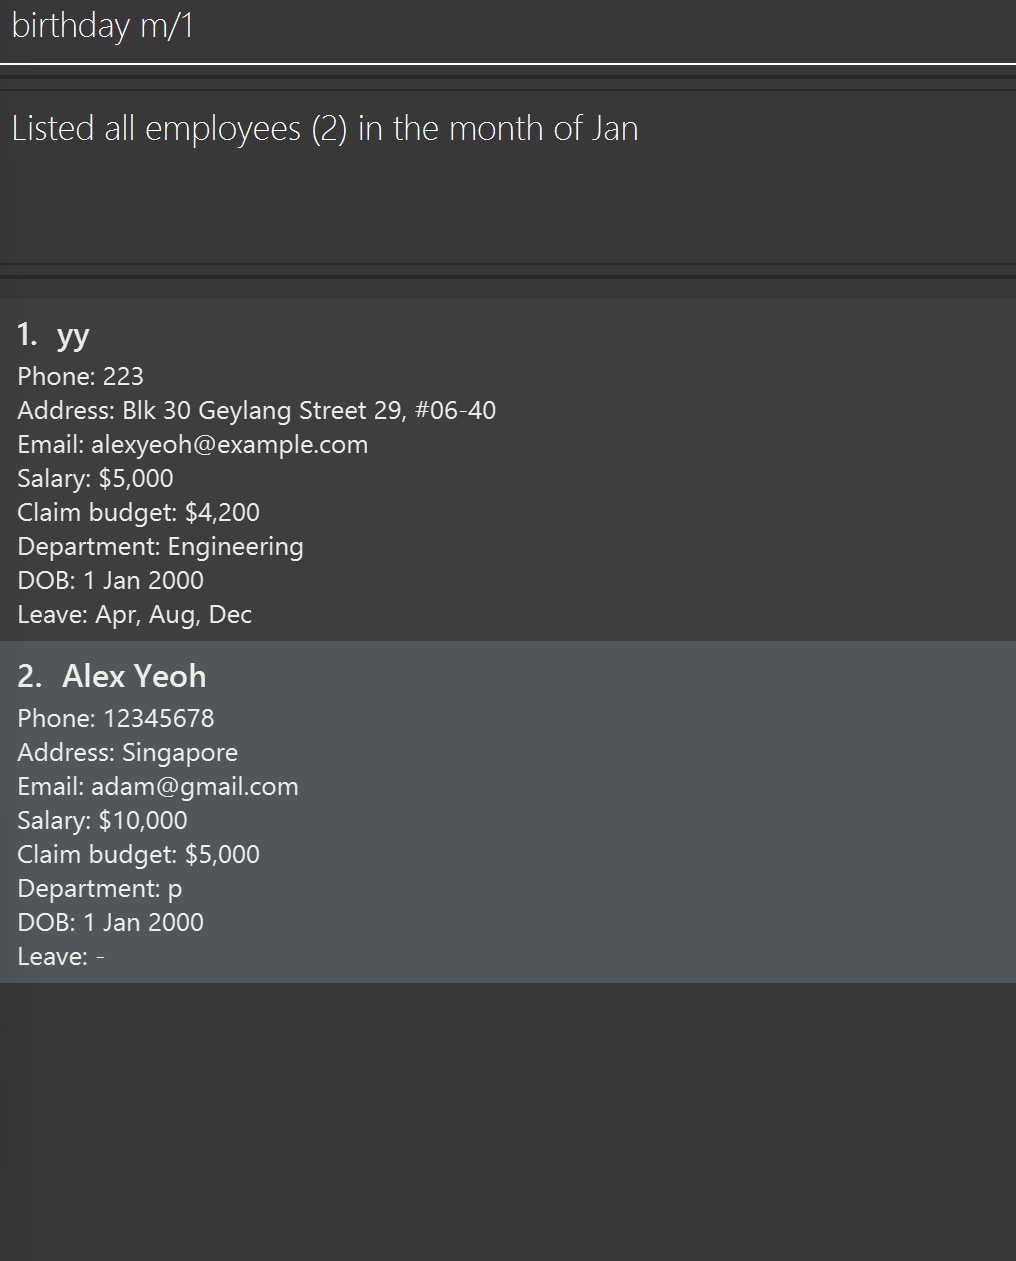 birthday m/1
Listed all employees (2) in the month of Jan
1. yy
Phone: 223
Address: Blk 30 Geylang Street 29, #06-40
Email: alexyeoh@example.com
Salary: $5,000
Claim budget: $4,200
Department: Engineering
DOB: 1 Jan 2000
Leave: Apr, Aug, Dec
2. Alex Yeoh
Phone: 12345678
Address: Singapore
Email: adam@gmail.com
Salary: $10,000
Claim budget: $5,000
Department: p
DOB: 1 Jan 2000
Leave: -